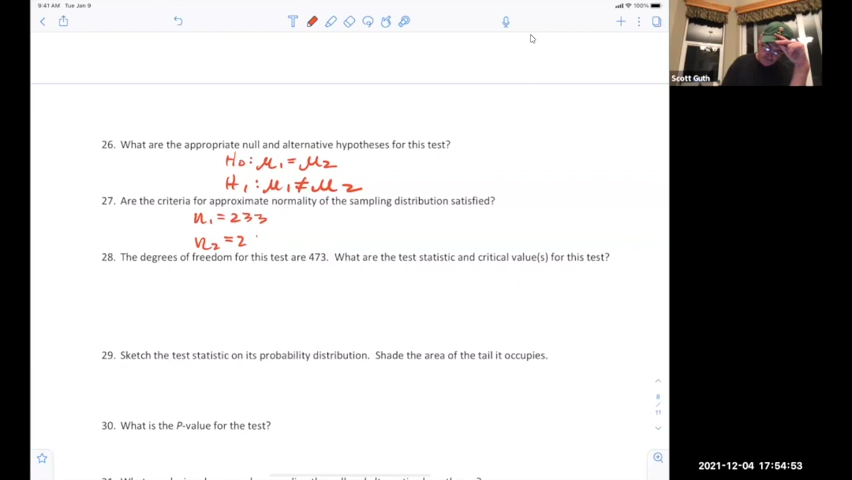 9:41 AM Tue Jan 9
100%
Scott Guth
26. What are the appropriate null and alternative hypotheses for this test?
H0: μ1 = μ2
H1: μ1 ≠ μ2
27. Are the criteria for approximate normality of the sampling distribution satisfied?
n1 = 233
n2 = 2
28. The degrees of freedom for this test are 473. What are the test statistic and critical value(s) for this test?
29. Sketch the test statistic on its probability distribution. Shade the area of the tail it occupies.
8
/
11
30. What is the P-value for the test?
2021-12-04 17:54:53